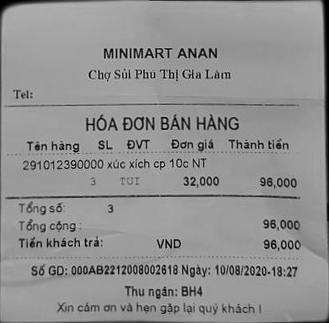 MINIMART ANAN
Chợ Sủi Phú Thị Gia Lâm
Tel:
HÓA ĐƠN BÁN HÀNG
Tên hàng SL ĐVT Đơn giá Thành tiền
291012390000 xúc xích cp 10c NT
3 TUI 32,000 96,000
Tổng số: 3
Tổng cộng : 96,000
Tiền khách trả: VND 96,000
Số GD: 000AB2212008002618 Ngày: 10/08/2020-18:27
Thu ngân: BH4
Xin cảm ơn và hẹn gặp lại quý khách !